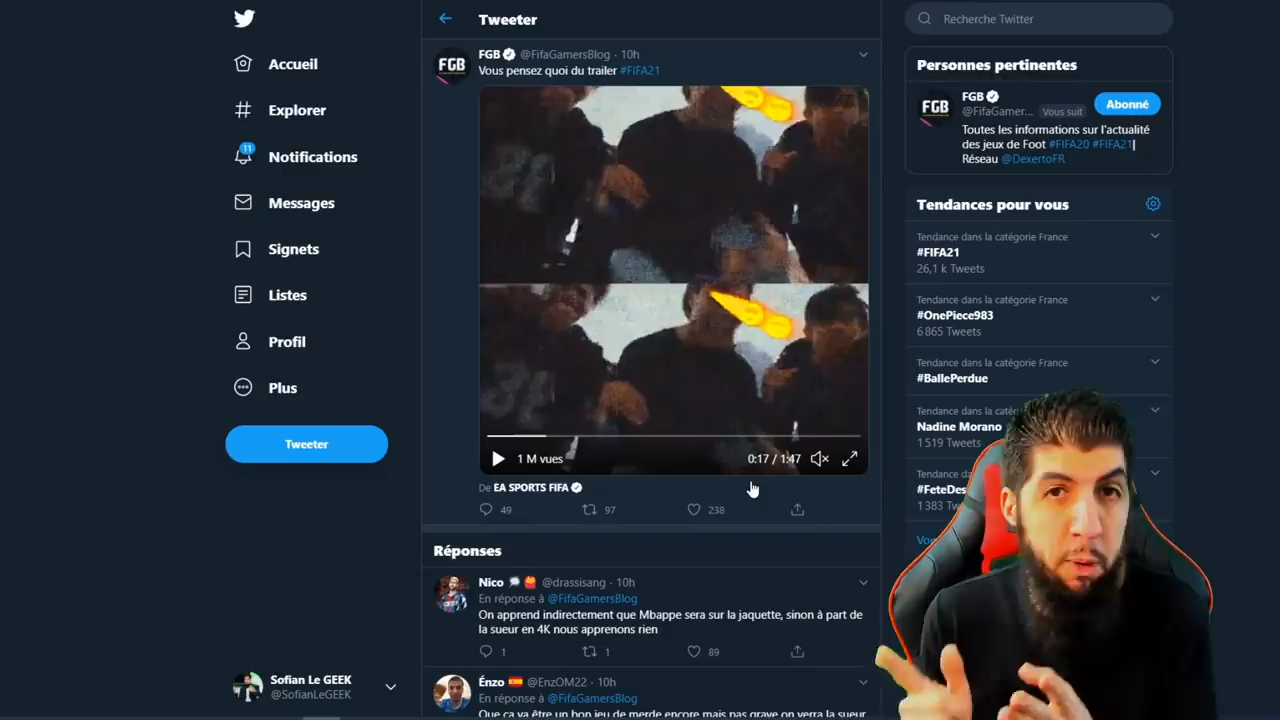 Accueil
Explorer
11
Notifications
Messages
Signets
Listes
Profil
Plus
Tweeter
Sofian Le GEEK
@SofianLeGEEK
Tweeter
FGB
FGB @FifaGamersBlog · 10h
Vous pensez quoi du trailer #FIFA21
1 M vues
0:17 / 1:47
De EA SPORTS FIFA
49 97 238
Réponses
Nico @drassisang · 10h
En réponse à @FifaGamersBlog
On apprend indirectement que Mbappe sera sur la jaquette, sinon à part de
la sueur en 4K nous apprenons rien
1 1 89
Énzo @EnzOM22 · 10h
En réponse à @FifaGamersBlog
Que ça va être un bon jeu de merde encore mais pas grave on verra la sueur
Recherche Twitter
Personnes pertinentes
FGB
FGB
@FifaGamer... Vous suit
Abonné
Toutes les informations sur l'actualité
des jeux de Foot #FIFA20 #FIFA21|
Réseau @DexertoFR
Tendances pour vous
Tendance dans la catégorie France
#FIFA21
26,1 k Tweets
Tendance dans la catégorie France
#OnePiece983
6 865 Tweets
Tendance dans la catégorie France
#BallePerdue
Tendance dans la catég
Nadine Morano
1 519 Tweets
Tendance da
#FeteDes
1 383 Twee